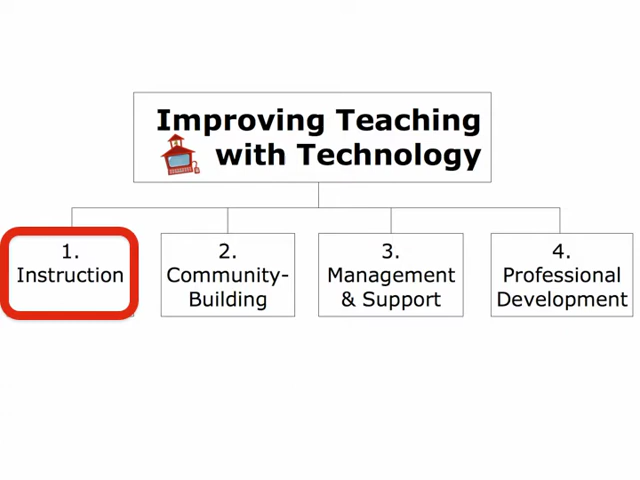 Improving Teaching
with Technology
1.
Instruction
2.
Community-
Building
3.
Management
& Support
4.
Professional
Development